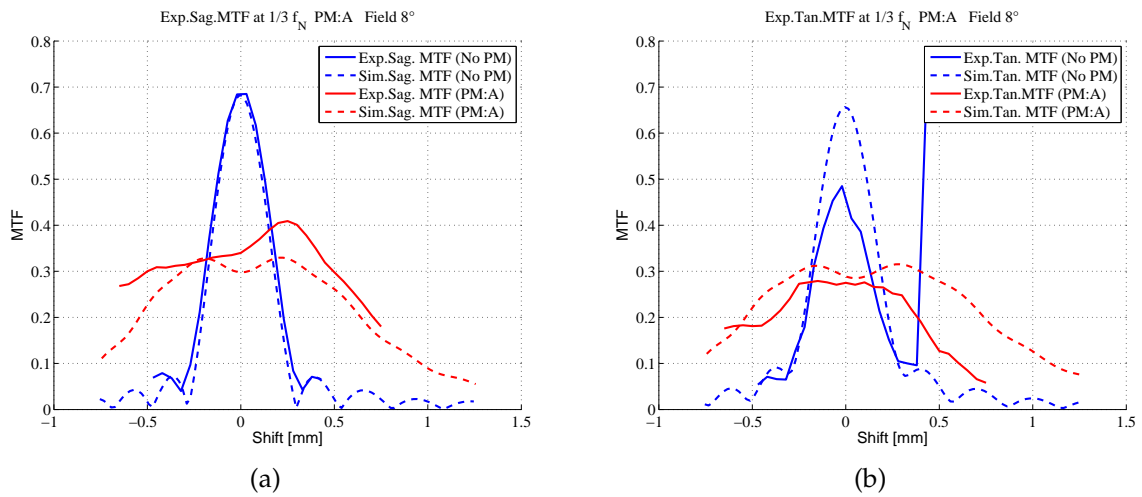 Exp.Sag.MTF at 1/3 f_N PM:A Field 8°
0.8
0.7
0.6
0.5
0.4
0.3
0.2
0.1
0
MTF
Exp.Sag. MTF (No PM)
Sim.Sag. MTF (No PM)
Exp.Sag. MTF (PM:A)
Sim.Sag. MTF (PM:A)
−1 −0.5 0 0.5 1 1.5
Shift [mm]
(a)
Exp.Tan.MTF at 1/3 f_N PM:A Field 8°
0.8
0.7
0.6
0.5
0.4
0.3
0.2
0.1
0
MTF
Exp.Tan. MTF (No PM)
Sim.Tan. MTF (No PM)
Exp.Tan.MTF (PM:A)
Sim.Tan. MTF (PM:A)
−1 −0.5 0 0.5 1 1.5
Shift [mm]
(b)